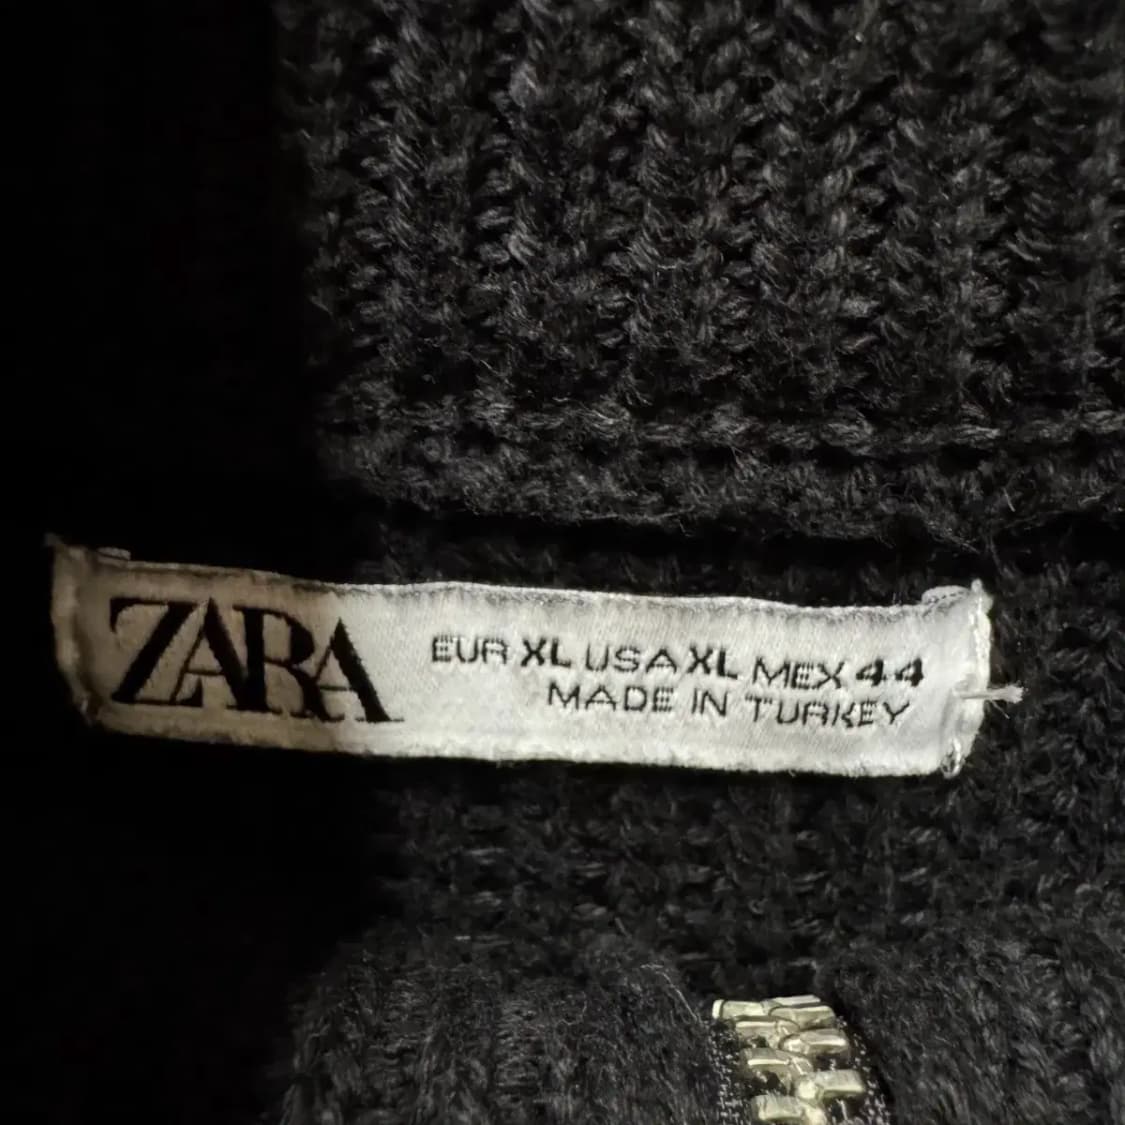 ZARA
EUR XL USA XL MEX 44
MADE IN TURKEY